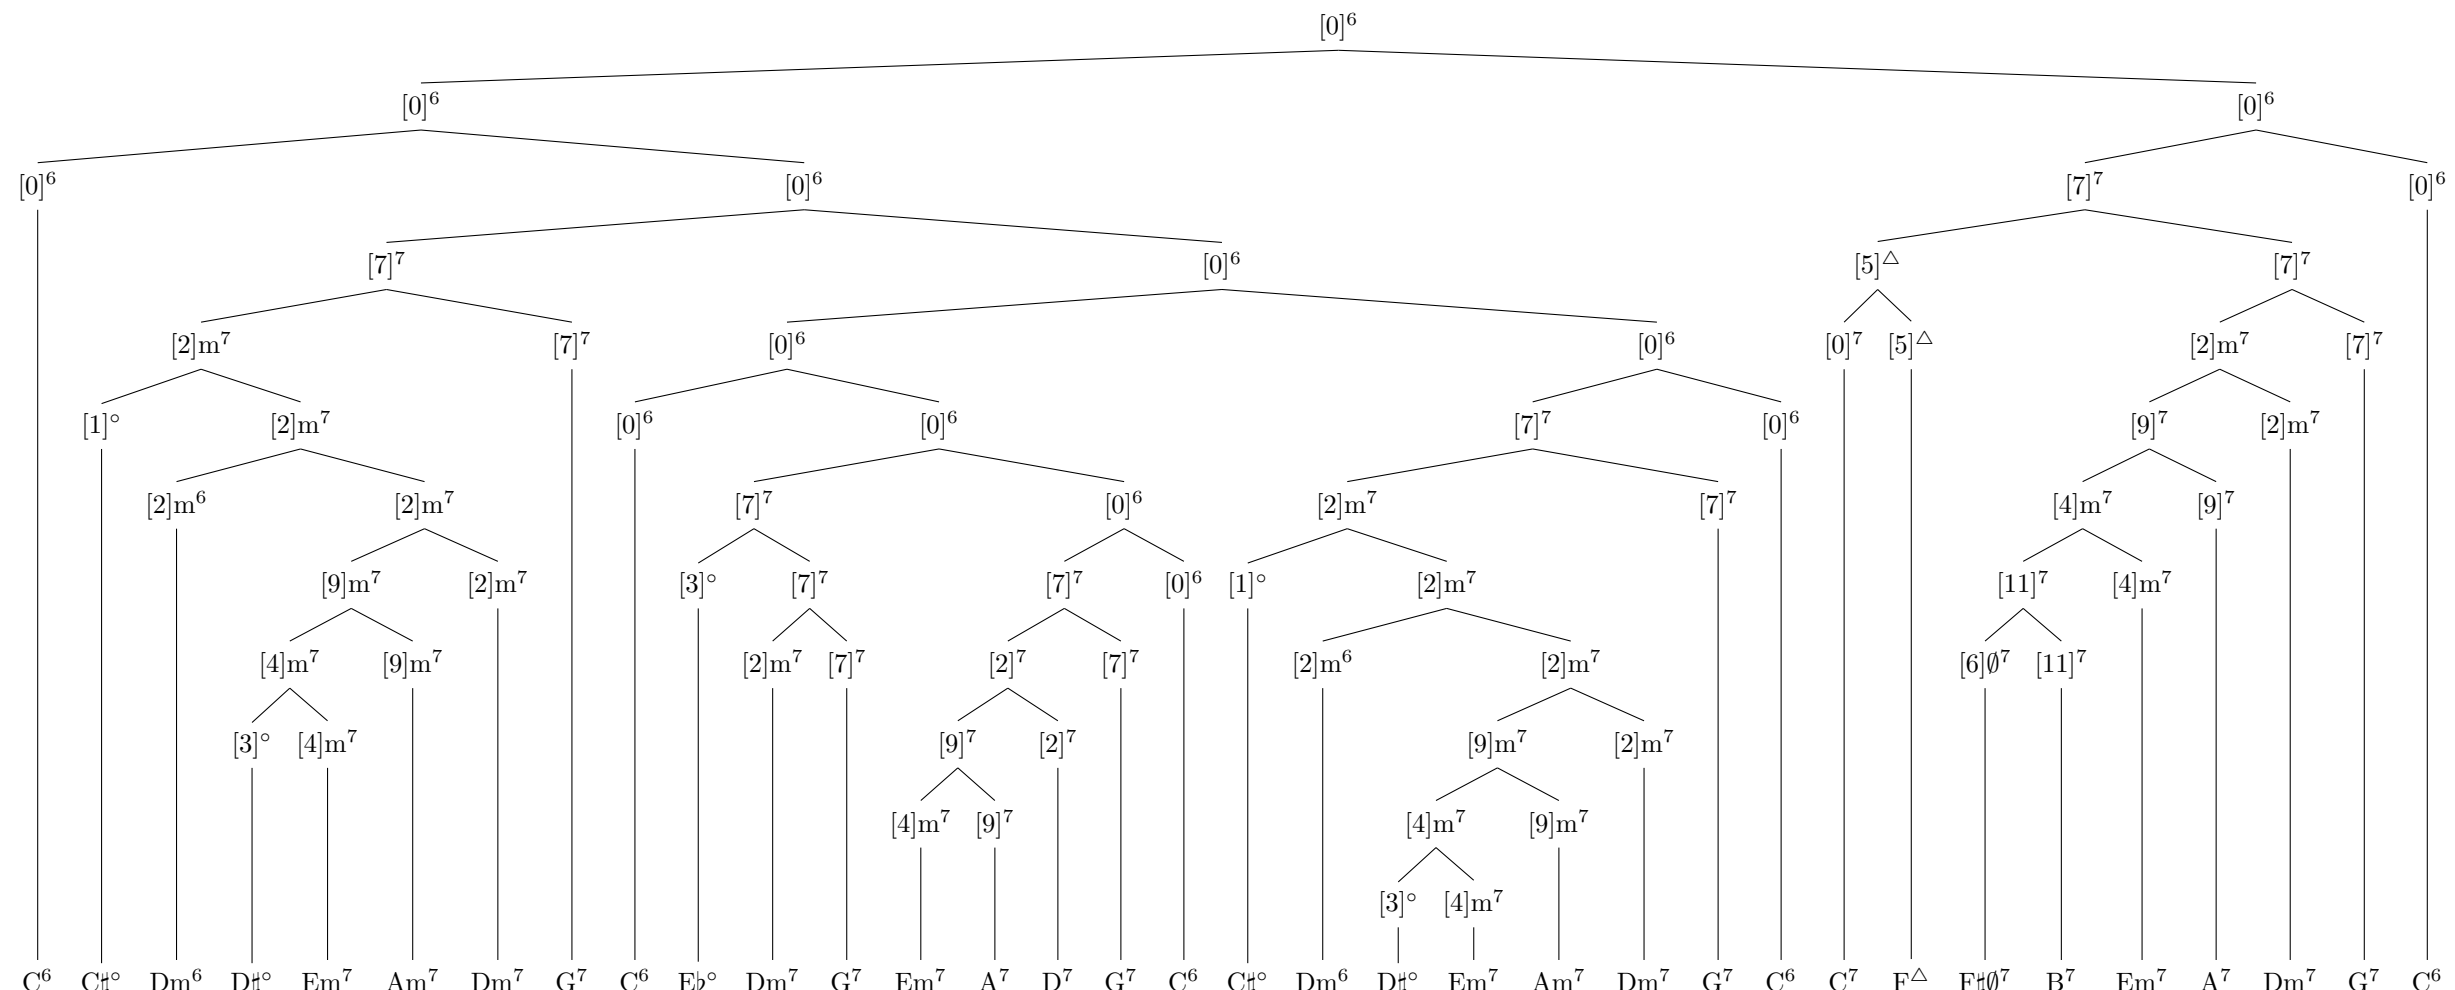 [0]⁶
[0]⁶ [0]⁶
[0]⁶ [0]⁶ [7]⁷ [0]⁶
[7]⁷ [0]⁶ [5]△ [7]⁷
[2]m⁷ [7]⁷ [0]⁶ [0]⁶ [0]⁷ [5]△ [2]m⁷ [7]⁷
[1]° [2]m⁷ [0]⁶ [0]⁶ [7]⁷ [0]⁶ [9]⁷ [2]m⁷
[2]m⁶ [2]m⁷ [7]⁷ [0]⁶ [2]m⁷ [7]⁷ [4]m⁷ [9]⁷
[9]m⁷ [2]m⁷ [3]° [7]⁷ [7]⁷ [0]⁶ [1]° [2]m⁷ [11]⁷ [4]m⁷
[4]m⁷ [9]m⁷ [2]m⁷ [7]⁷ [2]⁷ [7]⁷ [2]m⁶ [2]m⁷ [6]∅⁷ [11]⁷
[3]° [4]m⁷ [9]⁷ [2]⁷ [9]m⁷ [2]m⁷
[4]m⁷ [9]⁷ [4]m⁷ [9]m⁷
[3]° [4]m⁷
C⁶ C♯° Dm⁶ D♯° Em⁷ Am⁷ Dm⁷ G⁷ C⁶ E♭° Dm⁷ G⁷ Em⁷ A⁷ D⁷ G⁷ C⁶ C♯° Dm⁶ D♯° Em⁷ Am⁷ Dm⁷ G⁷ C⁶ C⁷ F△ F♯∅⁷ B⁷ Em⁷ A⁷ Dm⁷ G⁷ C⁶